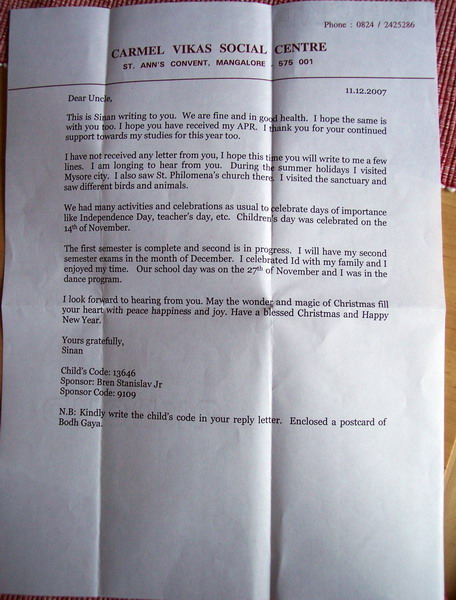 Phone : 0824 / 2425286
CARMEL VIKAS SOCIAL CENTRE
ST. ANN'S CONVENT, MANGALORE - 575 001
11.12.2007
Dear Uncle,
This is Sinan writing to you. We are fine and in good health. I hope the same is
with you too. I hope you have received my APR. I thank you for your continued
support towards my studies for this year too.
I have not received any letter from you, I hope this time you will write to me a few
lines. I am longing to hear from you. During the summer holidays I visited
Mysore city. I also saw St. Philomena's church there. I visited the sanctuary and
saw different birds and animals.
We had many activities and celebrations as usual to celebrate days of importance
like Independence Day, teacher's day, etc. Children's day was celebrated on the
14th of November.
The first semester is complete and second is in progress. I will have my second
semester exams in the month of December. I celebrated Id with my family and I
enjoyed my time. Our school day was on the 27th of November and I was in the
dance program.
I look forward to hearing from you. May the wonder and magic of Christmas fill
your heart with peace happiness and joy. Have a blessed Christmas and Happy
New Year.
Yours gratefully,
Sinan
Child's Code: 13646
Sponsor: Bren Stanislav Jr
Sponsor Code: 9109
N.B: Kindly write the child's code in your reply letter. Enclosed a postcard of
Bodh Gaya.